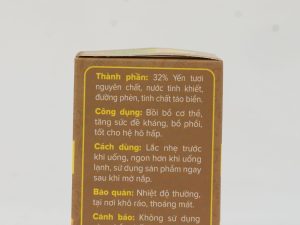 Thành phần: 32% Yến tươi
nguyên chất, nước tinh khiết,
đường phèn, tinh chất táo biển.
Công dụng: Bồi bổ cơ thể,
tăng sức đề kháng, bổ phổi,
tốt cho hệ hô hấp.
Cách dùng: Lắc nhẹ trước
khi uống, ngon hơn khi uống
lạnh, sử dụng sản phẩm ngay
sau khi mở nắp.
Bảo quản: Nhiệt độ thường,
tại nơi khô ráo, thoáng mát.
Cảnh báo: Không sử dụng